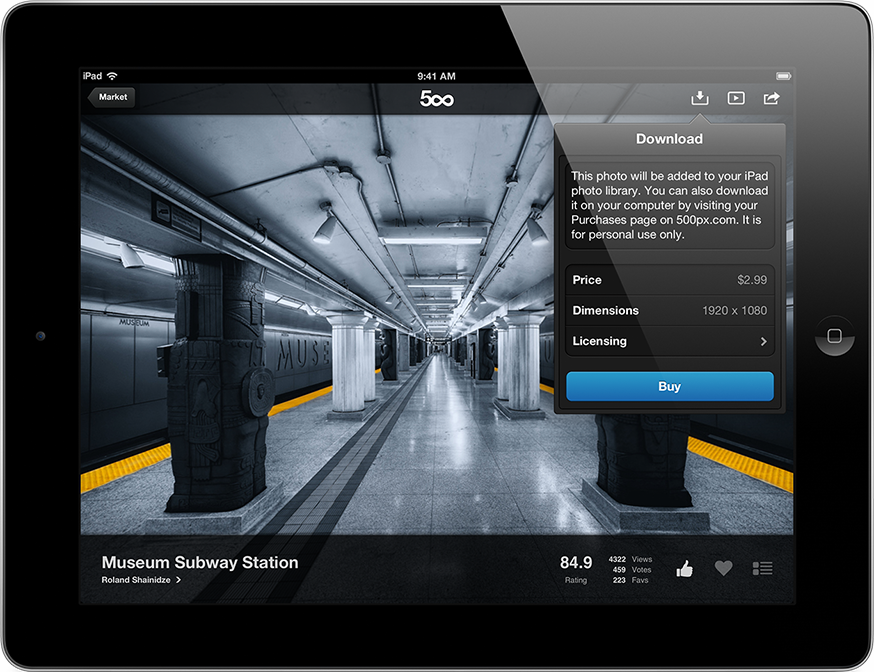 iPad
9:41 AM
Market
500
Download
This photo will be added to your iPad
photo library. You can also download
it on your computer by visiting your
Purchases page on 500px.com. It is
for personal use only.
Price $2.99
Dimensions 1920 x 1080
Licensing
Buy
MUSEUM
MUSE
Museum Subway Station
Roland Shainidze
84.9
Rating
4322 Views
459 Votes
223 Favs